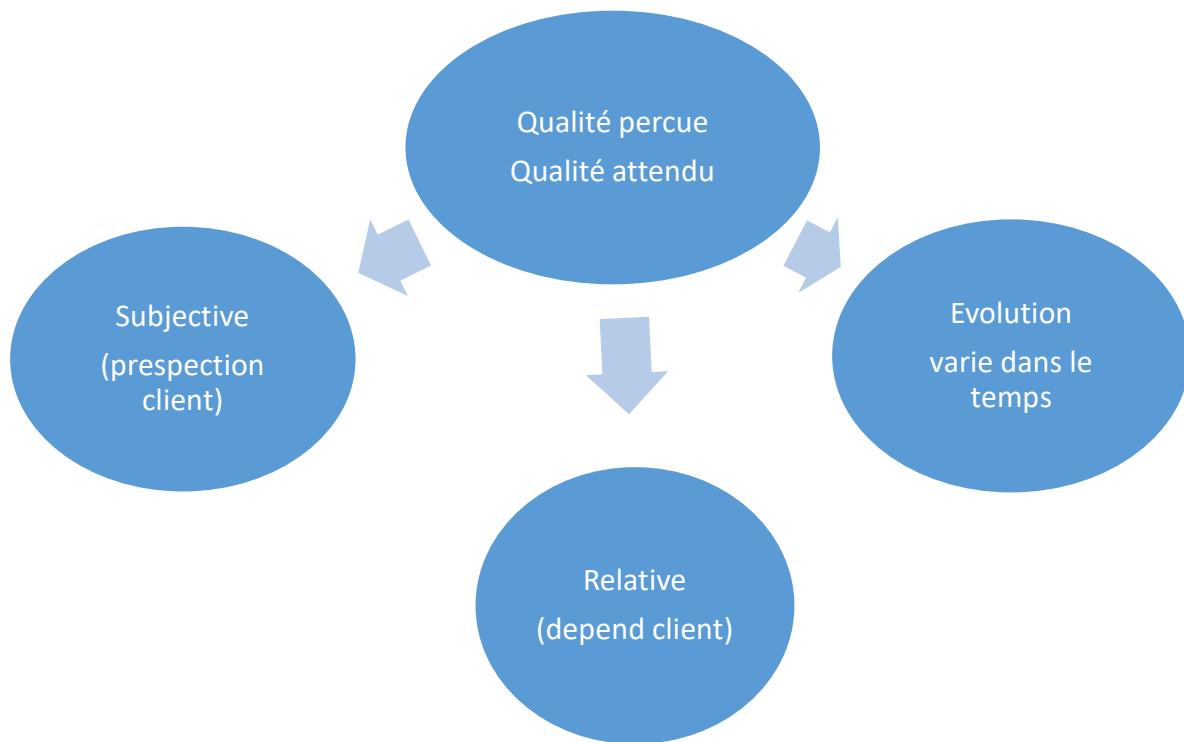 Qualité percue
Qualité attendu
Subjective
(prespection
client)
Evolution
varie dans le
temps
Relative
(depend client)